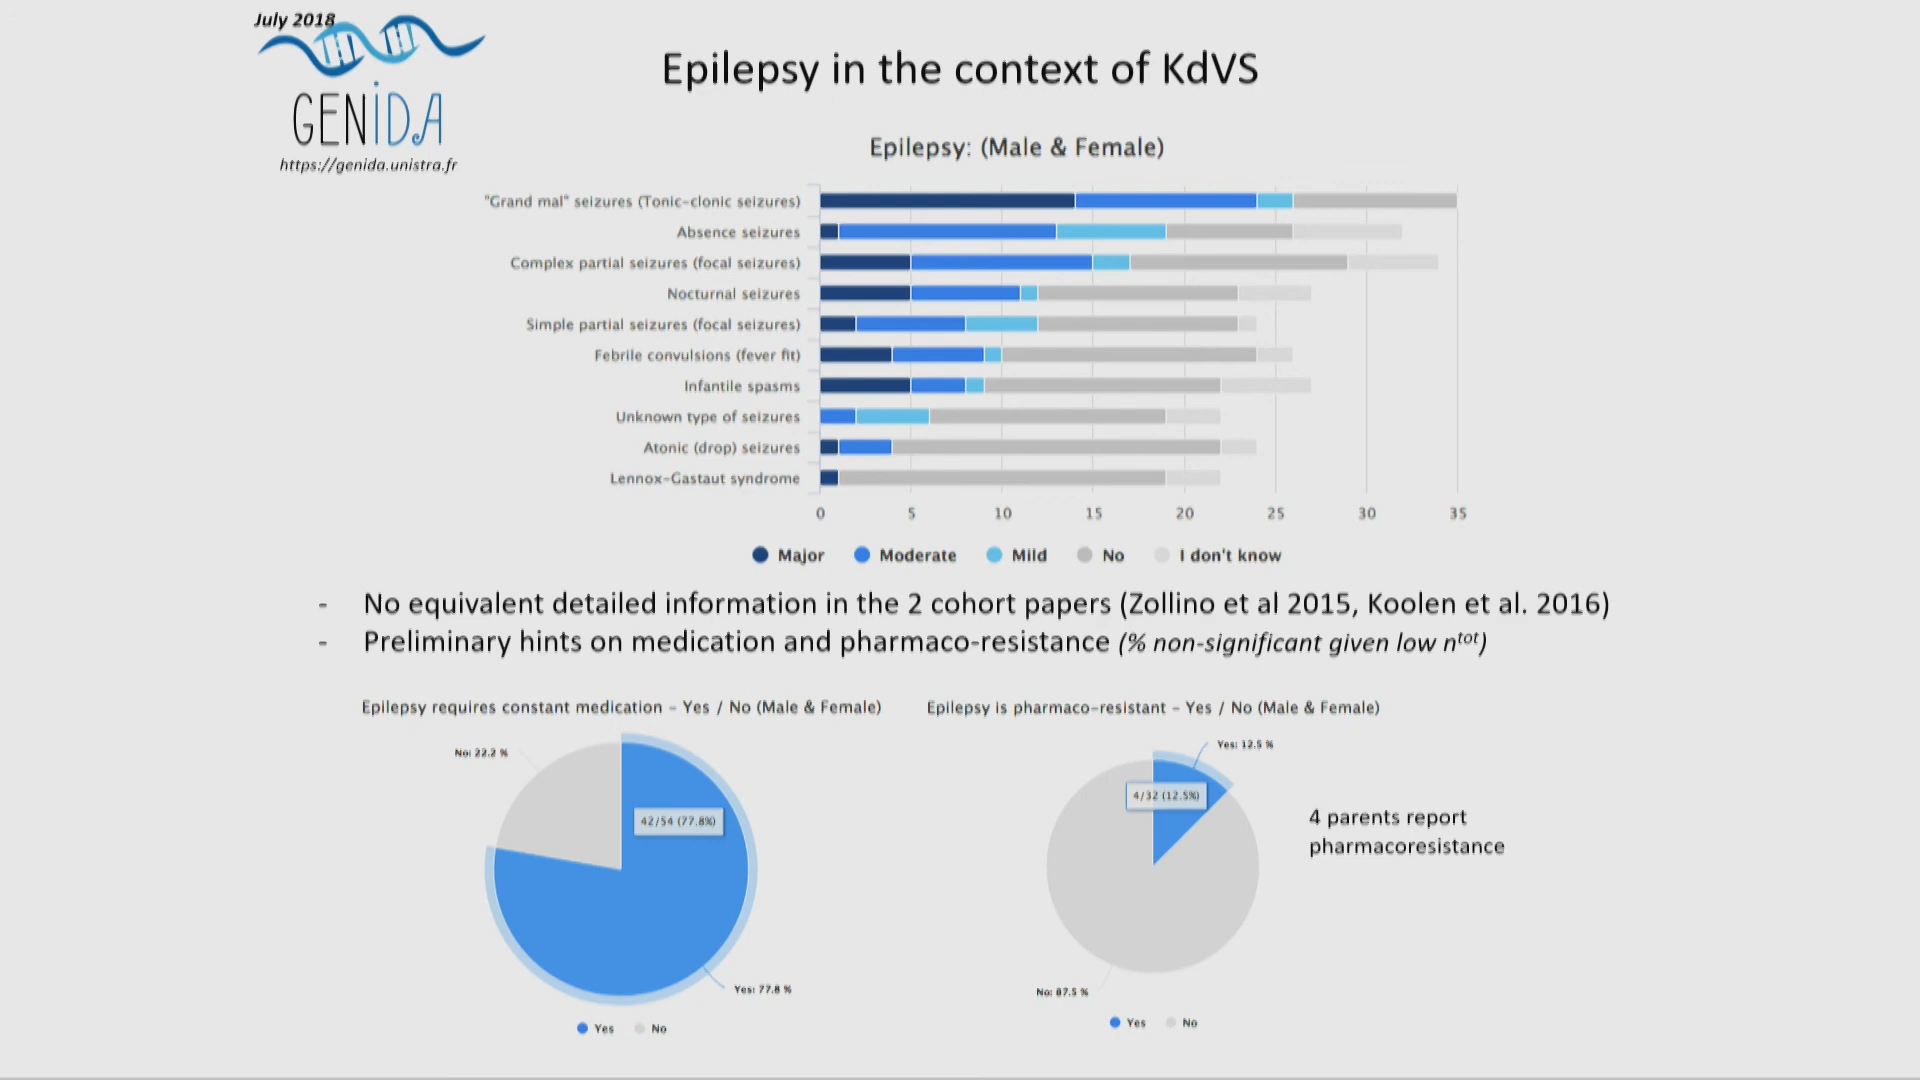 July 2018
GENiDA
https://genida.unistra.fr
Epilepsy in the context of KdVS
Epilepsy: (Male & Female)
"Grand mal" seizures (Tonic-clonic seizures)
Absence seizures
Complex partial seizures (focal seizures)
Nocturnal seizures
Simple partial seizures (focal seizures)
Febrile convulsions (fever fit)
Infantile spasms
Unknown type of seizures
Atonic (drop) seizures
Lennox-Gastaut syndrome
0 5 10 15 20 25 30 35
Major Moderate Mild No I don't know
- No equivalent detailed information in the 2 cohort papers (Zollino et al 2015, Koolen et al. 2016)
- Preliminary hints on medication and pharmaco-resistance (% non-significant given low ntot)
Epilepsy requires constant medication - Yes / No (Male & Female)
No: 22.2 %
42/54 (77.8%)
Yes: 77.8 %
Yes No
Epilepsy is pharmaco-resistant - Yes / No (Male & Female)
Yes: 12.5 %
4/32 (12.5%)
No: 87.5 %
Yes No
4 parents report
pharmacoresistance